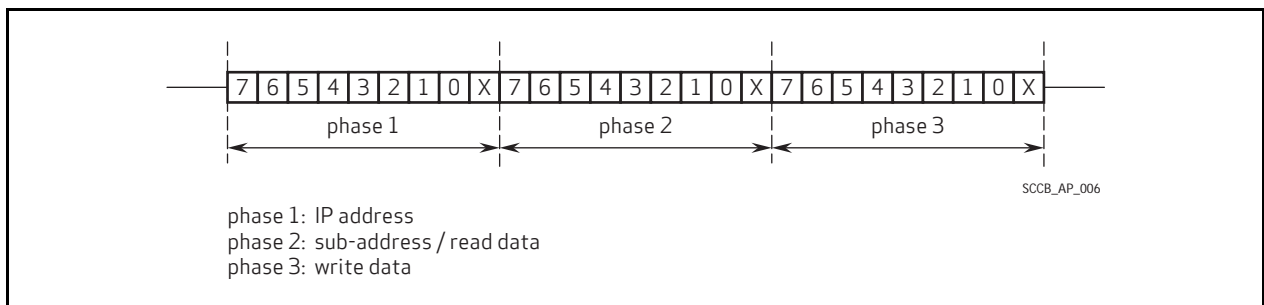 7 6 5 4 3 2 1 0 X 7 6 5 4 3 2 1 0 X 7 6 5 4 3 2 1 0 X
phase 1 phase 2 phase 3
SCCB_AP_006
phase 1: IP address
phase 2: sub-address / read data
phase 3: write data